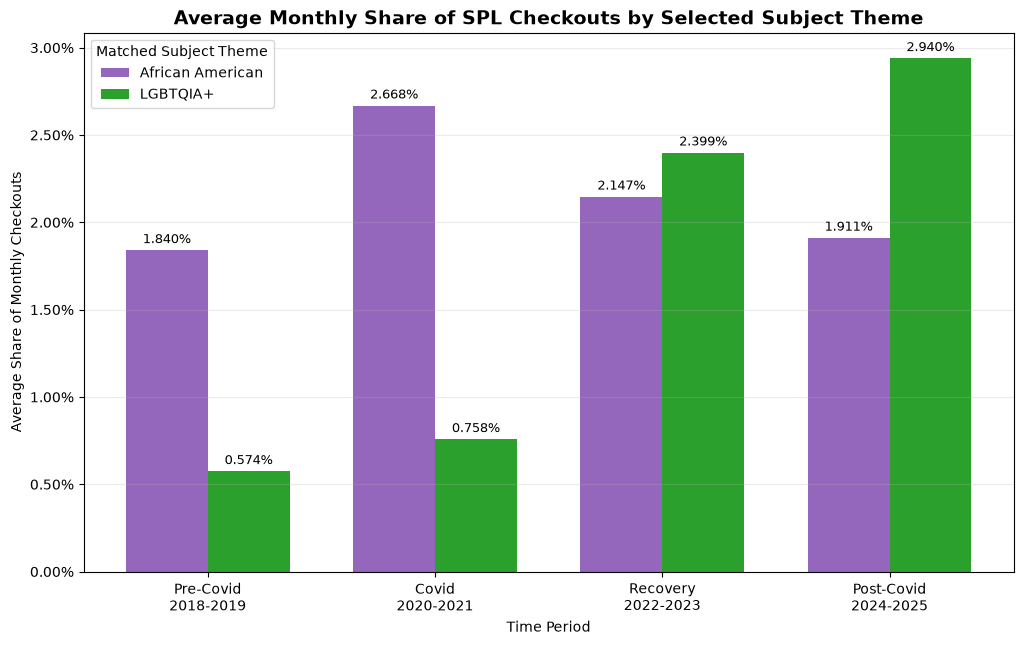 Average Monthly Share of SPL Checkouts by Selected Subject Theme
Matched Subject Theme
African American
LGBTQIA+
Average Share of Monthly Checkouts
3.00%
2.50%
2.00%
1.50%
1.00%
0.50%
0.00%
1.840%
0.574%
2.668%
0.758%
2.147%
2.399%
1.911%
2.940%
Pre-Covid
2018-2019
Covid
2020-2021
Recovery
2022-2023
Post-Covid
2024-2025
Time Period